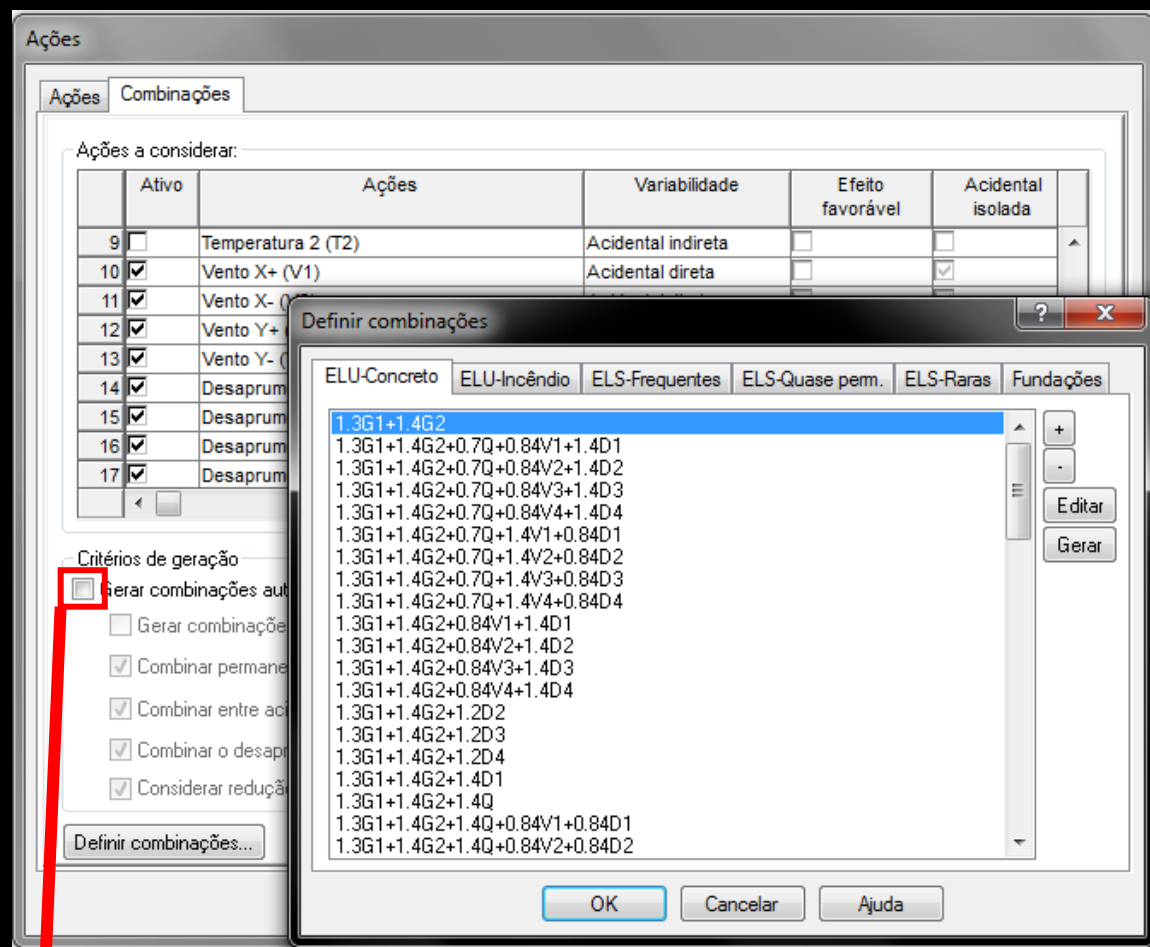 Ações
Ações Combinações
Ações a considerar:
Ativo Ações Variabilidade Efeito favorável Acidental isolada
9 Temperatura 2 (T2) Acidental indireta
10 Vento X+ (V1) Acidental direta
11 Vento X-
12 Vento Y+
13 Vento Y-
14 Desaprum
15 Desaprum
16 Desaprum
17 Desaprum
Critérios de geração
Gerar combinações aut
Gerar combinaçõe
Combinar permane
Combinar entre aci
Combinar o desapr
Considerar reduçã
Definir combinações...
Definir combinações
ELU-Concreto ELU-Incêndio ELS-Frequentes ELS-Quase perm. ELS-Raras Fundações
1.3G1+1.4G2
1.3G1+1.4G2+0.7Q+0.84V1+1.4D1
1.3G1+1.4G2+0.7Q+0.84V2+1.4D2
1.3G1+1.4G2+0.7Q+0.84V3+1.4D3
1.3G1+1.4G2+0.7Q+0.84V4+1.4D4
1.3G1+1.4G2+0.7Q+1.4V1+0.84D1
1.3G1+1.4G2+0.7Q+1.4V2+0.84D2
1.3G1+1.4G2+0.7Q+1.4V3+0.84D3
1.3G1+1.4G2+0.7Q+1.4V4+0.84D4
1.3G1+1.4G2+0.84V1+1.4D1
1.3G1+1.4G2+0.84V2+1.4D2
1.3G1+1.4G2+0.84V3+1.4D3
1.3G1+1.4G2+0.84V4+1.4D4
1.3G1+1.4G2+1.2D2
1.3G1+1.4G2+1.2D3
1.3G1+1.4G2+1.2D4
1.3G1+1.4G2+1.4D1
1.3G1+1.4G2+1.4Q
1.3G1+1.4G2+1.4Q+0.84V1+0.84D1
1.3G1+1.4G2+1.4Q+0.84V2+0.84D2
+
-
Editar
Gerar
OK Cancelar Ajuda